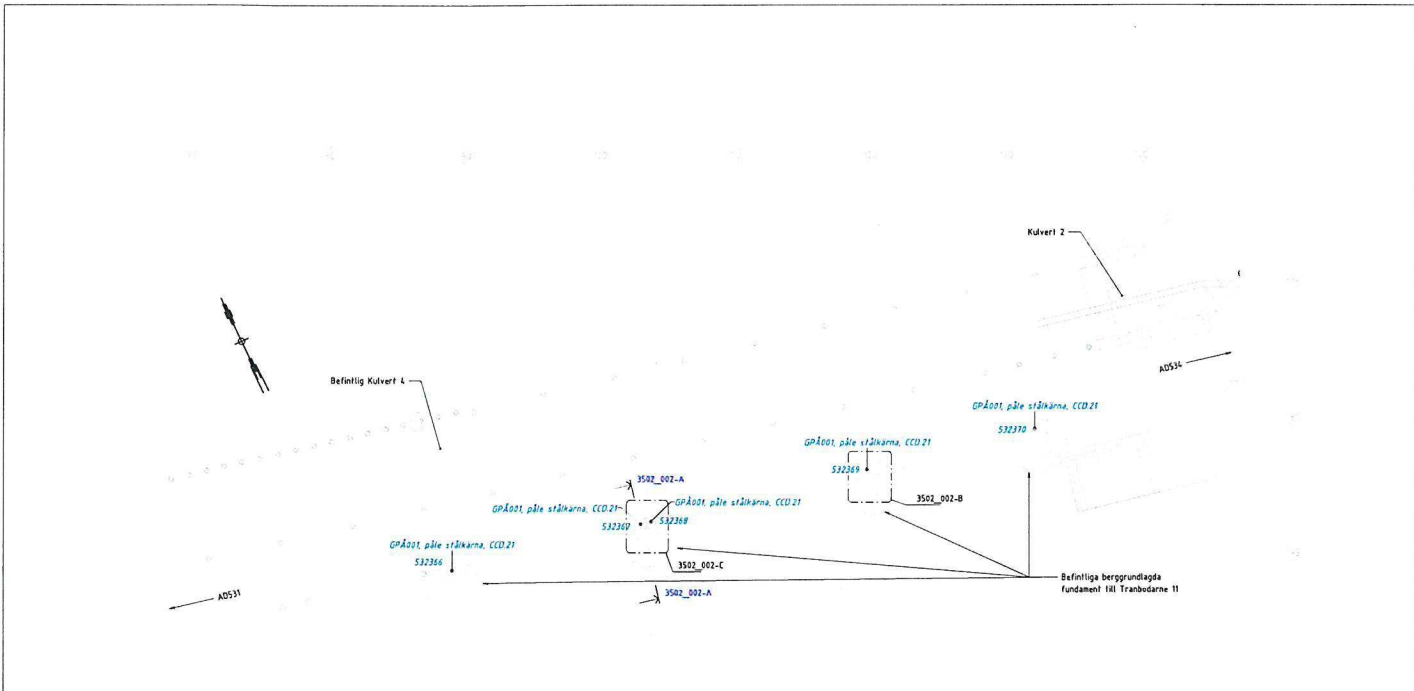 Kulvert 2
AD534
Befintlig Kulvert 4
GPÅ001, påle stålkärna, CCD.21
532370
GPÅ001, påle stålkärna, CCD.21
532369
3502_002-A
3502_002-B
GPÅ001, påle stålkärna, CCD.21
GPÅ001, påle stålkärna, CCD.21
532367
532368
GPÅ001, påle stålkärna, CCD.21
532366
3502_002-C
Befintliga berggrundlagda
fundament till Tranbodarne 11
AD531
3502_002-A